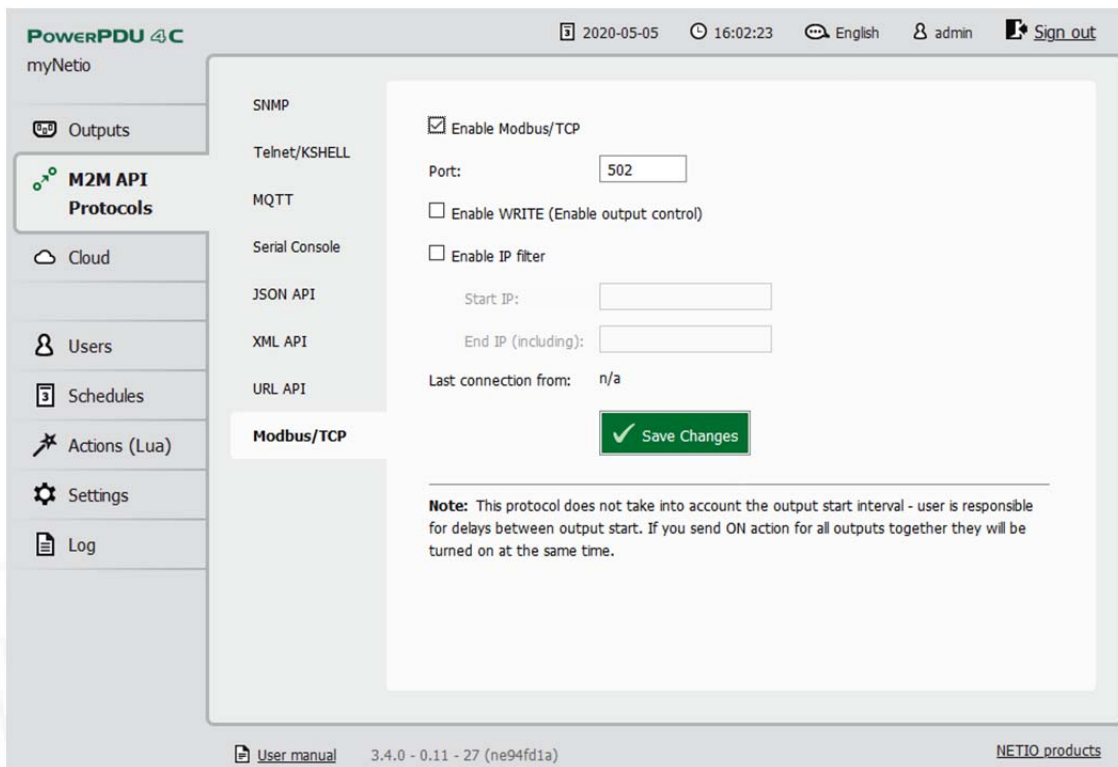 PowerPDU 4C
3 2020-05-05 16:02:23 English admin Sign out
myNetio
Outputs
M2M API
Protocols
Cloud
Users
3 Schedules
Actions (Lua)
Settings
Log
SNMP
Telnet/KSHELL
MQTT
Serial Console
JSON API
XML API
URL API
Modbus/TCP
Enable Modbus/TCP
Port: 502
Enable WRITE (Enable output control)
Enable IP filter
Start IP:
End IP (including):
Last connection from: n/a
Save Changes
Note: This protocol does not take into account the output start interval - user is responsible
for delays between output start. If you send ON action for all outputs together they will be
turned on at the same time.
User manual 3.4.0 - 0.11 - 27 (ne94fd1a) NETIO products